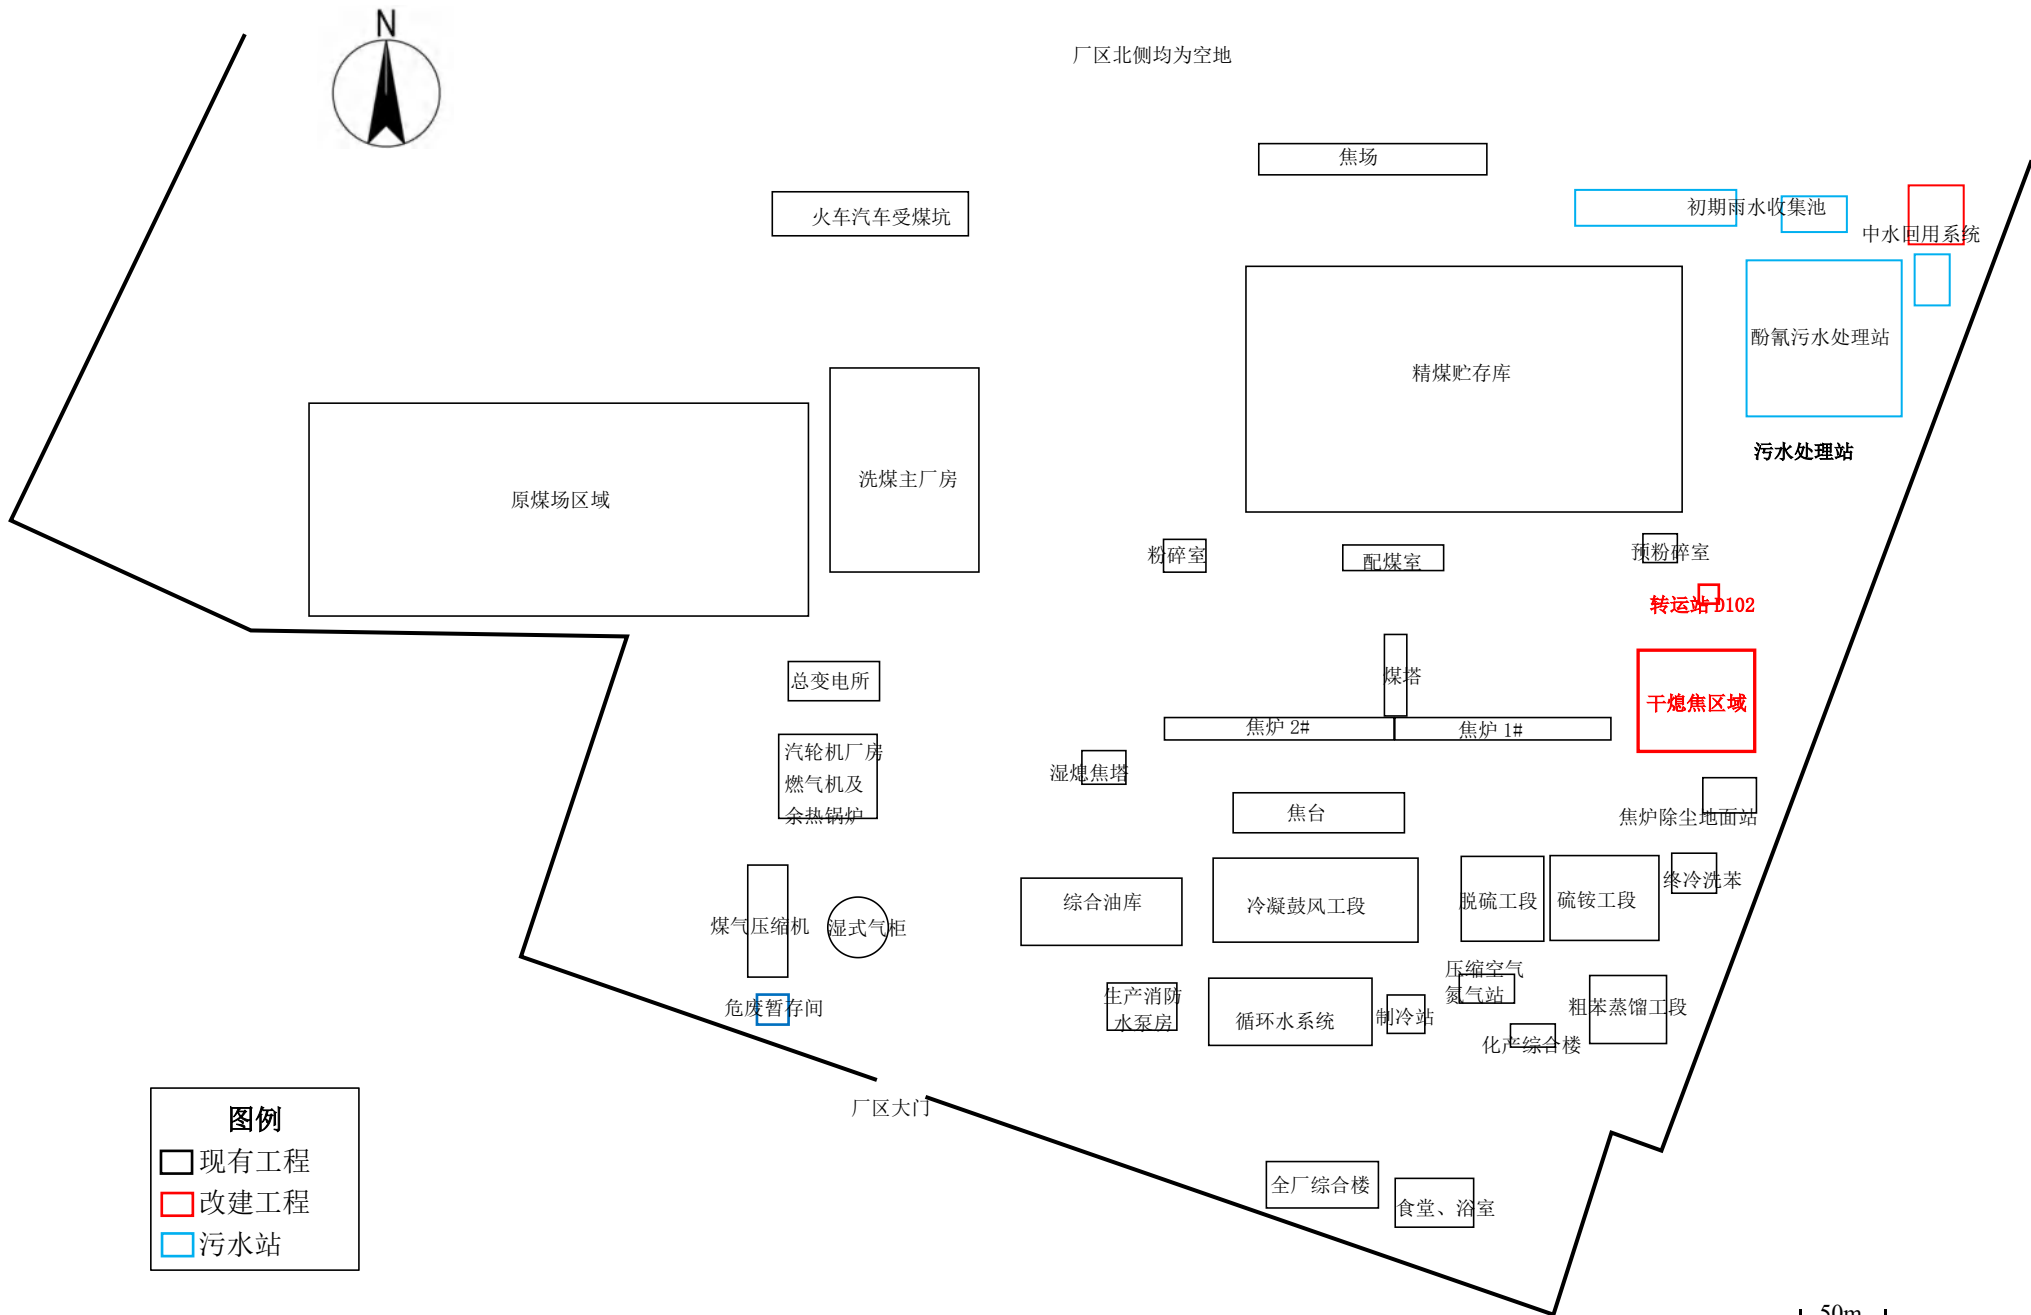 N
厂区北侧均为空地
焦场
火车汽车受煤坑
初期雨水收集池
中水回用系统
酚氰污水处理站
精煤贮存库
污水处理站
洗煤主厂房
原煤场区域
粉碎室
配煤室
预粉碎室
转运站 D102
煤塔
总变电所
干熄焦区域
焦炉 2#
焦炉 1#
汽轮机厂房
燃气机及
余热锅炉
湿熄焦塔
焦台
焦炉除尘地面站
终冷洗苯
综合油库
冷凝鼓风工段
脱硫工段
硫铵工段
煤气压缩机
湿式气柜
压缩空气
氮气站
生产消防
水泵房
危废暂存间
循环水系统
制冷站
粗苯蒸馏工段
化产综合楼
厂区大门
图例
现有工程
改建工程
污水站
全厂综合楼
食堂、浴室
50m